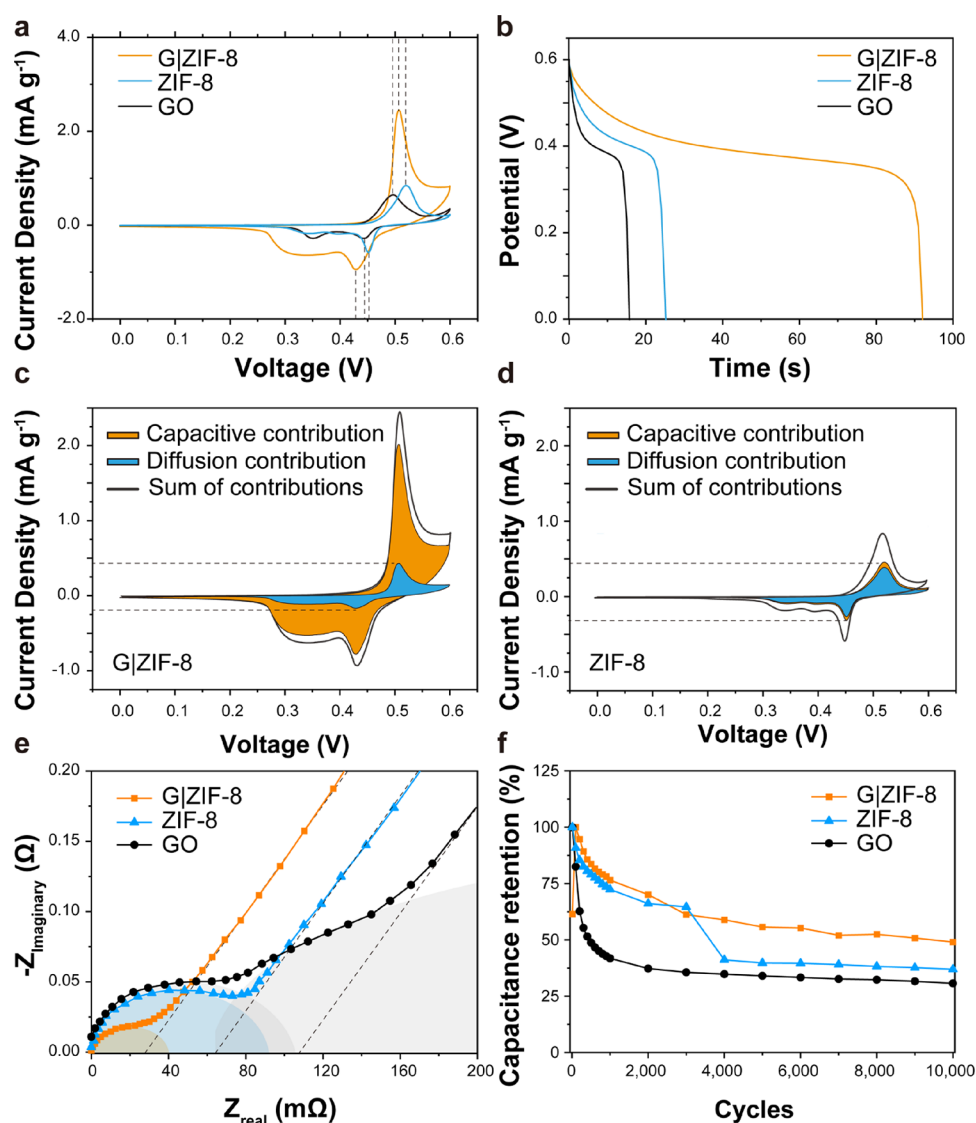 a
4.0
2.0
0.0
-2.0
Current Density (mA g-1)
G|ZIF-8
ZIF-8
GO
0.0 0.1 0.2 0.3 0.4 0.5 0.6
Voltage (V)
b
0.6
0.4
0.2
0.0
Potential (V)
G|ZIF-8
ZIF-8
GO
0 20 40 60 80 100
Time (s)
c
2.0
1.0
0.0
-1.0
Current Density (mA g-1)
Capacitive contribution
Diffusion contribution
Sum of contributions
G|ZIF-8
0.0 0.1 0.2 0.3 0.4 0.5 0.6
Voltage (V)
d
2.0
1.0
0.0
-1.0
Current Density (mA g-1)
Capacitive contribution
Diffusion contribution
Sum of contributions
ZIF-8
0.0 0.1 0.2 0.3 0.4 0.5 0.6
Voltage (V)
e
0.20
0.15
0.10
0.05
0.00
-ZImaginary (Ω)
G|ZIF-8
ZIF-8
GO
0 40 80 120 160 200
Zreal (mΩ)
f
125
100
75
50
25
0
Capacitance retention (%)
G|ZIF-8
ZIF-8
GO
0 2,000 4,000 6,000 8,000 10,000
Cycles